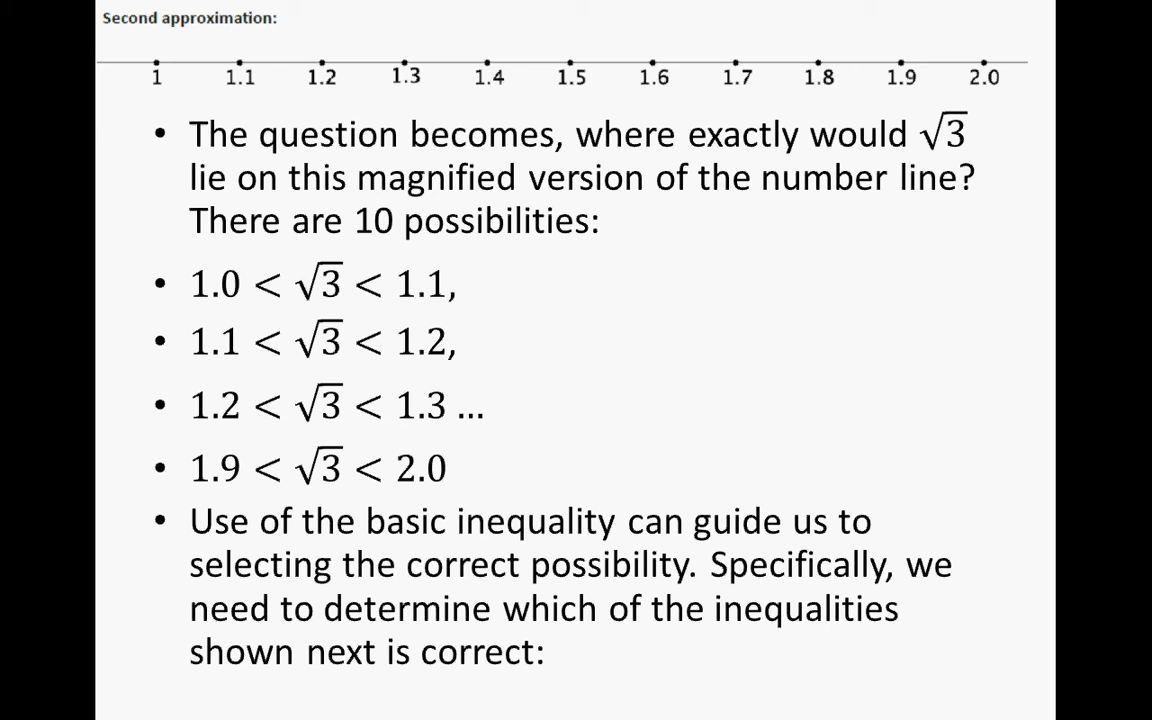 Second approximation:
1 1.1 1.2 1.3 1.4 1.5 1.6 1.7 1.8 1.9 2.0
• The question becomes, where exactly would √3
lie on this magnified version of the number line?
There are 10 possibilities:
• 1.0 < √3 < 1.1,
• 1.1 < √3 < 1.2,
• 1.2 < √3 < 1.3 ...
• 1.9 < √3 < 2.0
• Use of the basic inequality can guide us to
selecting the correct possibility. Specifically, we
need to determine which of the inequalities
shown next is correct: